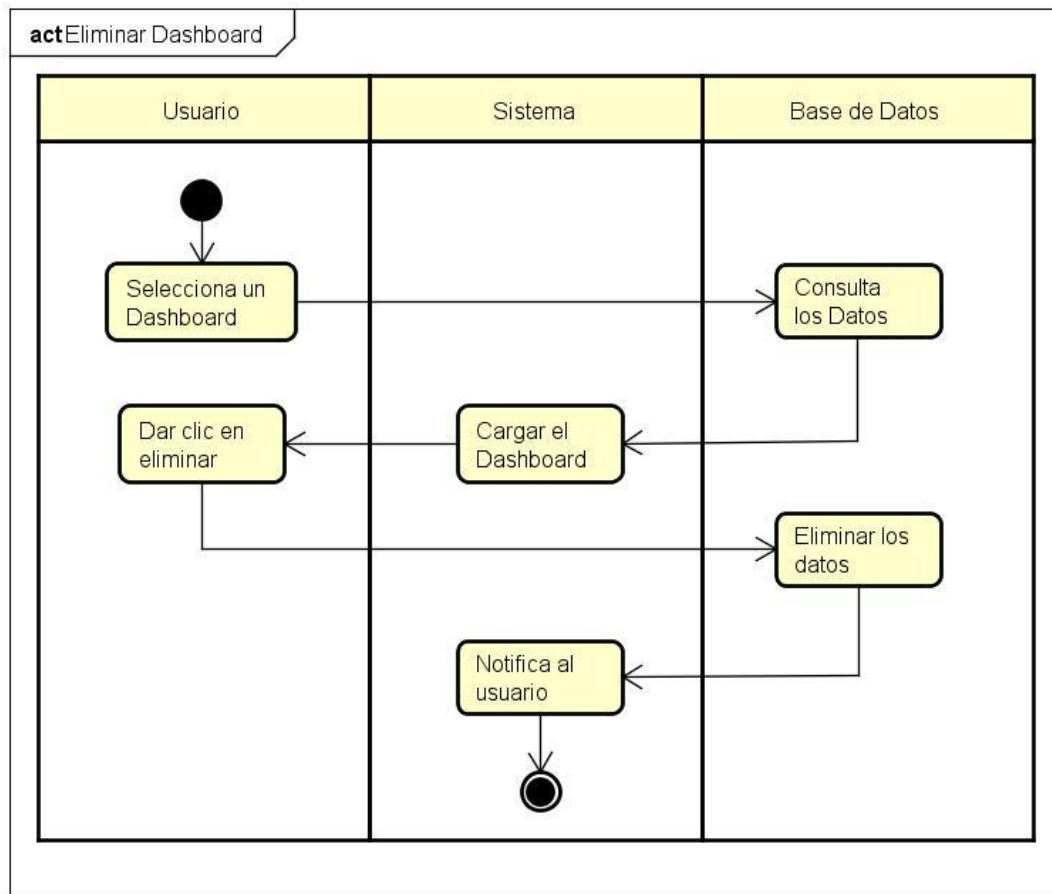 act Eliminar Dashboard
Usuario
Sistema
Base de Datos
Selecciona un
Dashboard
Consulta
los Datos
Dar clic en
eliminar
Cargar el
Dashboard
Eliminar los
datos
Notifica al
usuario